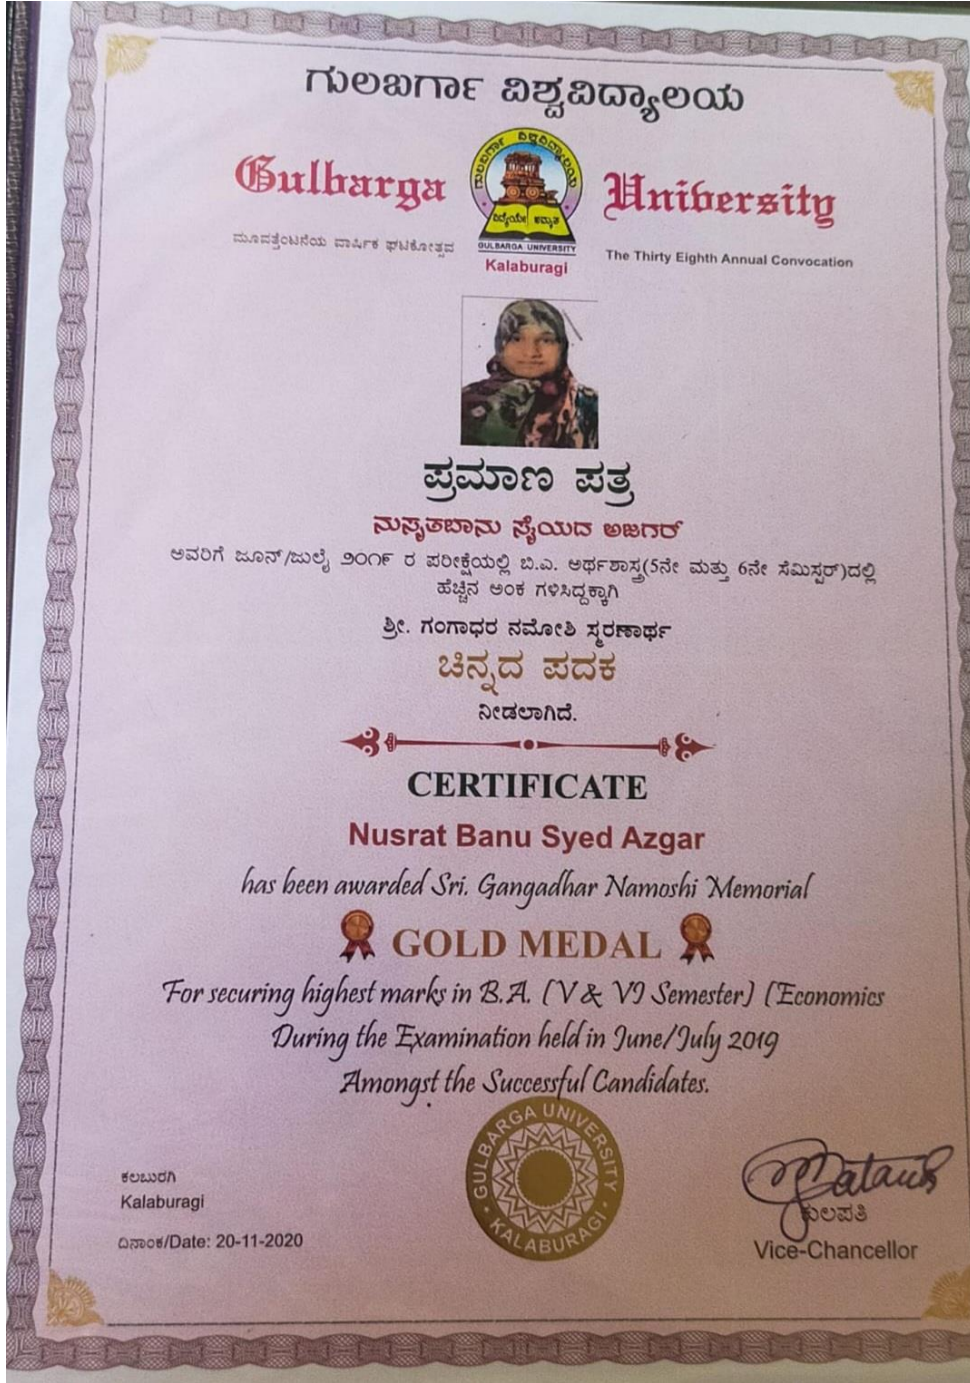 ಗುಲಬರ್ಗಾ ವಿಶ್ವವಿದ್ಯಾಲಯ
Gulbarga University
ಗುಲಬರ್ಗಾ ವಿಶ್ವವಿದ್ಯಾಲಯ
ವಿದ್ಯೆಯೇ ಅಮೃತ
GULBARGA UNIVERSITY
Kalaburagi
ಮೂವತ್ತೆಂಟನೆಯ ವಾರ್ಷಿಕ ಘಟಿಕೋತ್ಸವ
The Thirty Eighth Annual Convocation
ಪ್ರಮಾಣ ಪತ್ರ
ನುಸ್ರತಬಾನು ಸೈಯದ ಅಜಗರ್
ಅವರಿಗೆ ಜೂನ್/ಜುಲೈ ೨೦೧೯ ರ ಪರೀಕ್ಷೆಯಲ್ಲಿ ಬಿ.ಎ. ಅರ್ಥಶಾಸ್ತ್ರ(5ನೇ ಮತ್ತು 6ನೇ ಸೆಮಿಸ್ಟರ್)ದಲ್ಲಿ
ಹೆಚ್ಚಿನ ಅಂಕ ಗಳಿಸಿದ್ದಕ್ಕಾಗಿ
ಶ್ರೀ. ಗಂಗಾಧರ ನಮೋಶಿ ಸ್ಮರಣಾರ್ಥ
ಚಿನ್ನದ ಪದಕ
ನೀಡಲಾಗಿದೆ.
CERTIFICATE
Nusrat Banu Syed Azgar
has been awarded Sri. Gangadhar Namoshi Memorial
GOLD MEDAL
For securing highest marks in B.A. (V & VI Semester) (Economics
During the Examination held in June/July 2019
Amongst the Successful Candidates.
GULBARGA UNIVERSITY
KALABURAGI
ಕಲಬುರಗಿ
Kalaburagi
ದಿನಾಂಕ/Date: 20-11-2020
ಕುಲಪತಿ
Vice-Chancellor